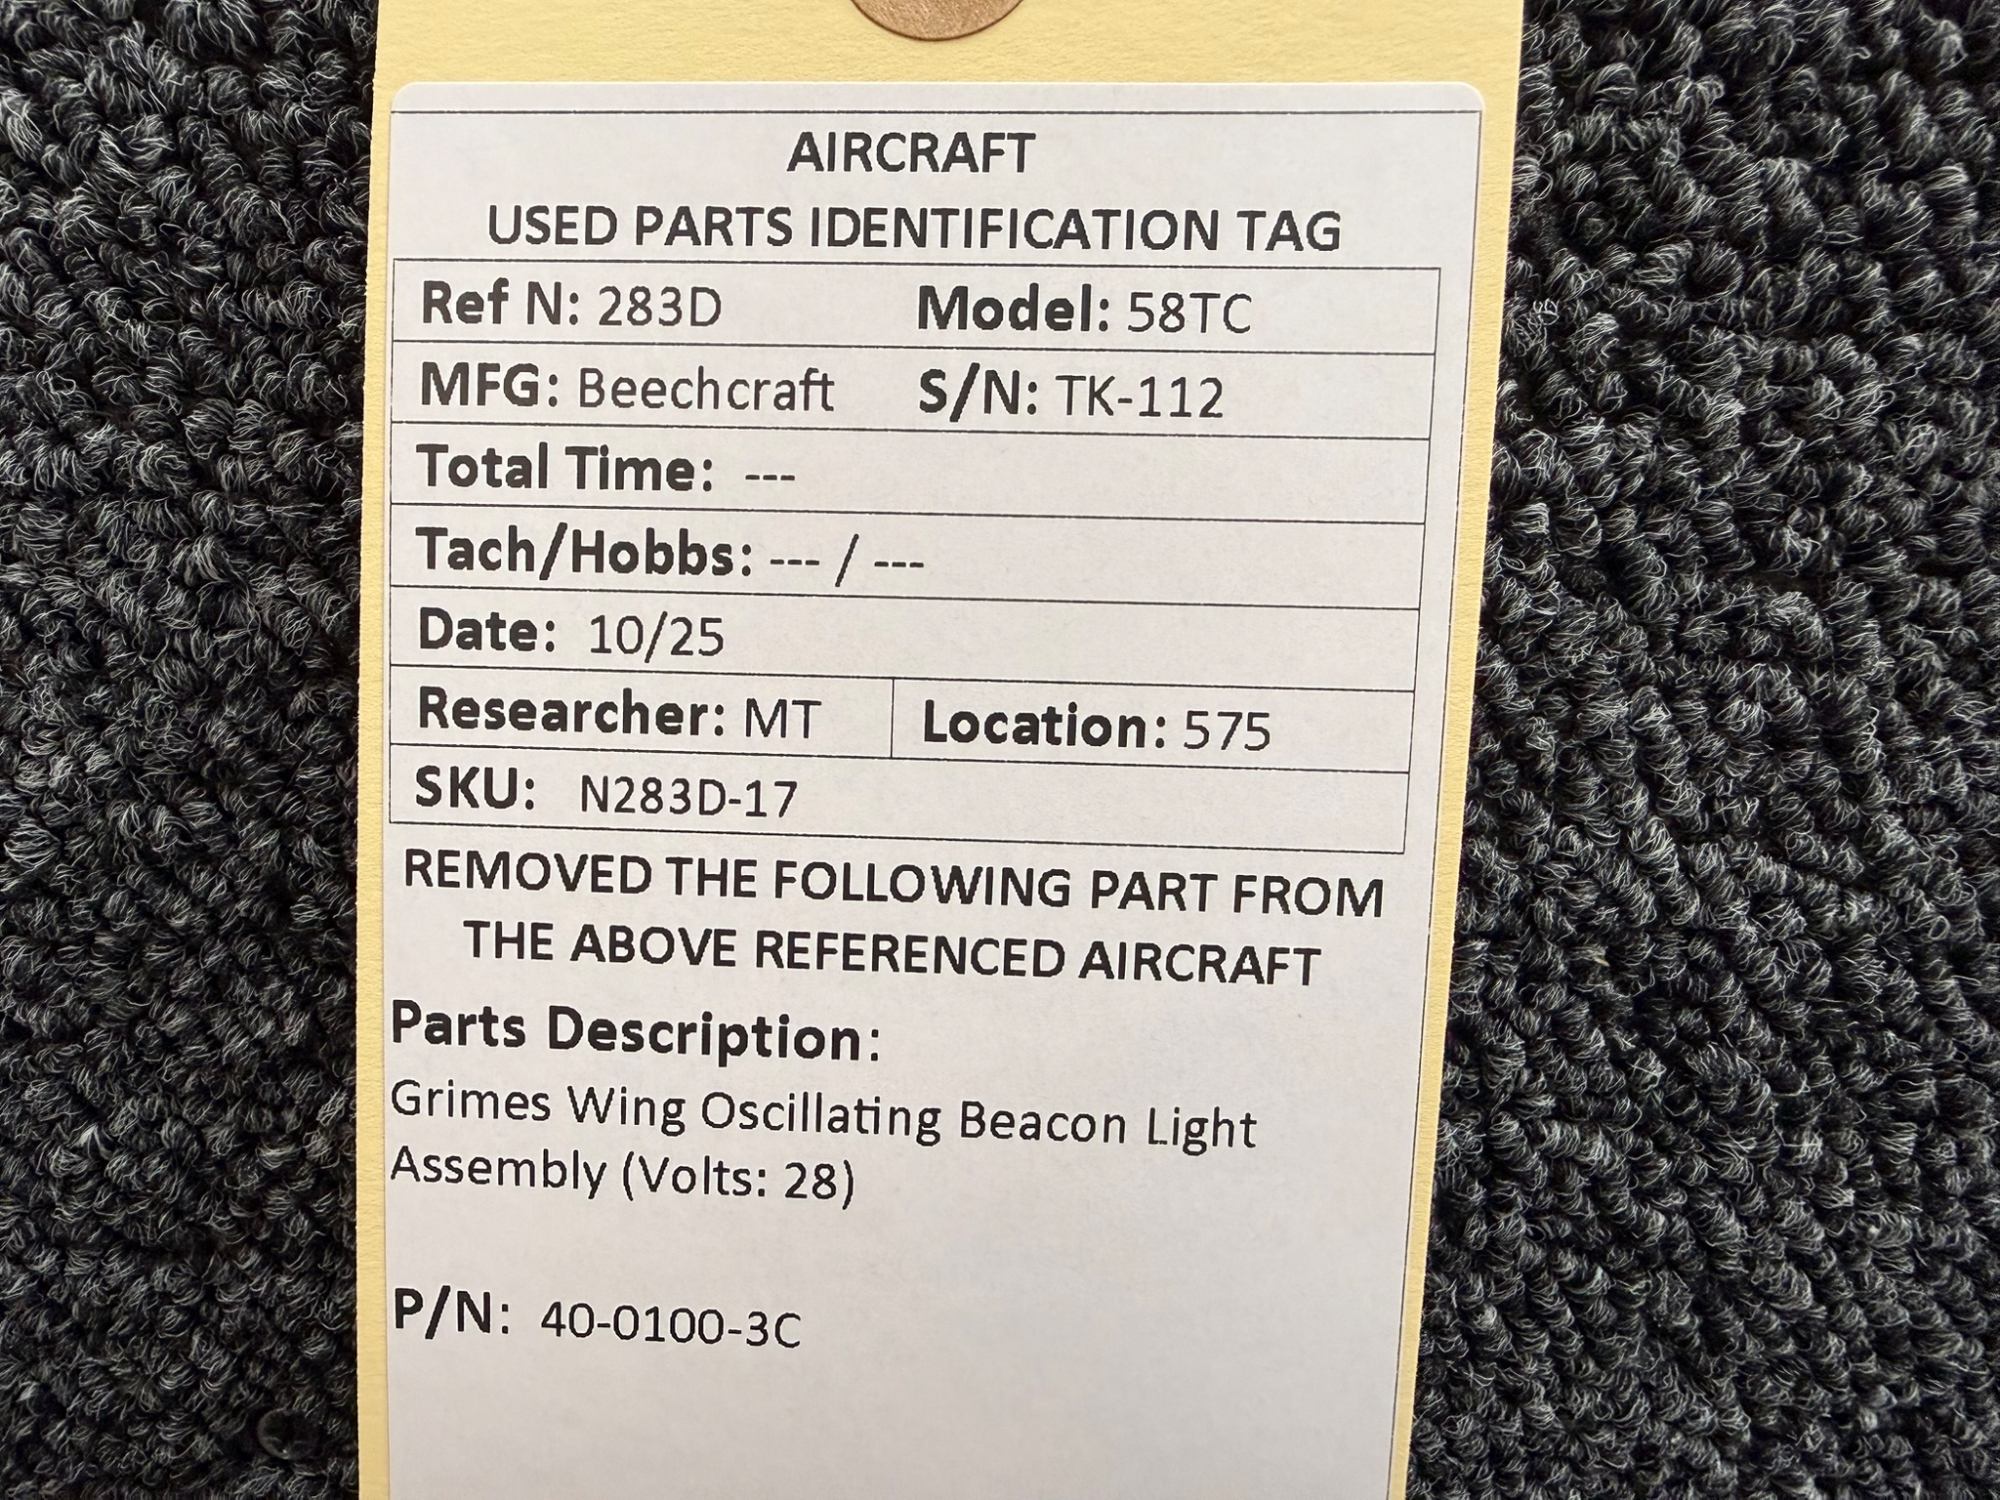 AIRCRAFT
USED PARTS IDENTIFICATION TAG
Ref N: 283D Model: 58TC
MFG: Beechcraft S/N: TK-112
Total Time: ---
Tach/Hobbs: --- / ---
Date: 10/25
Researcher: MT Location: 575
SKU: N283D-17
REMOVED THE FOLLOWING PART FROM
THE ABOVE REFERENCED AIRCRAFT
Parts Description:
Grimes Wing Oscillating Beacon Light
Assembly (Volts: 28)
P/N: 40-0100-3C